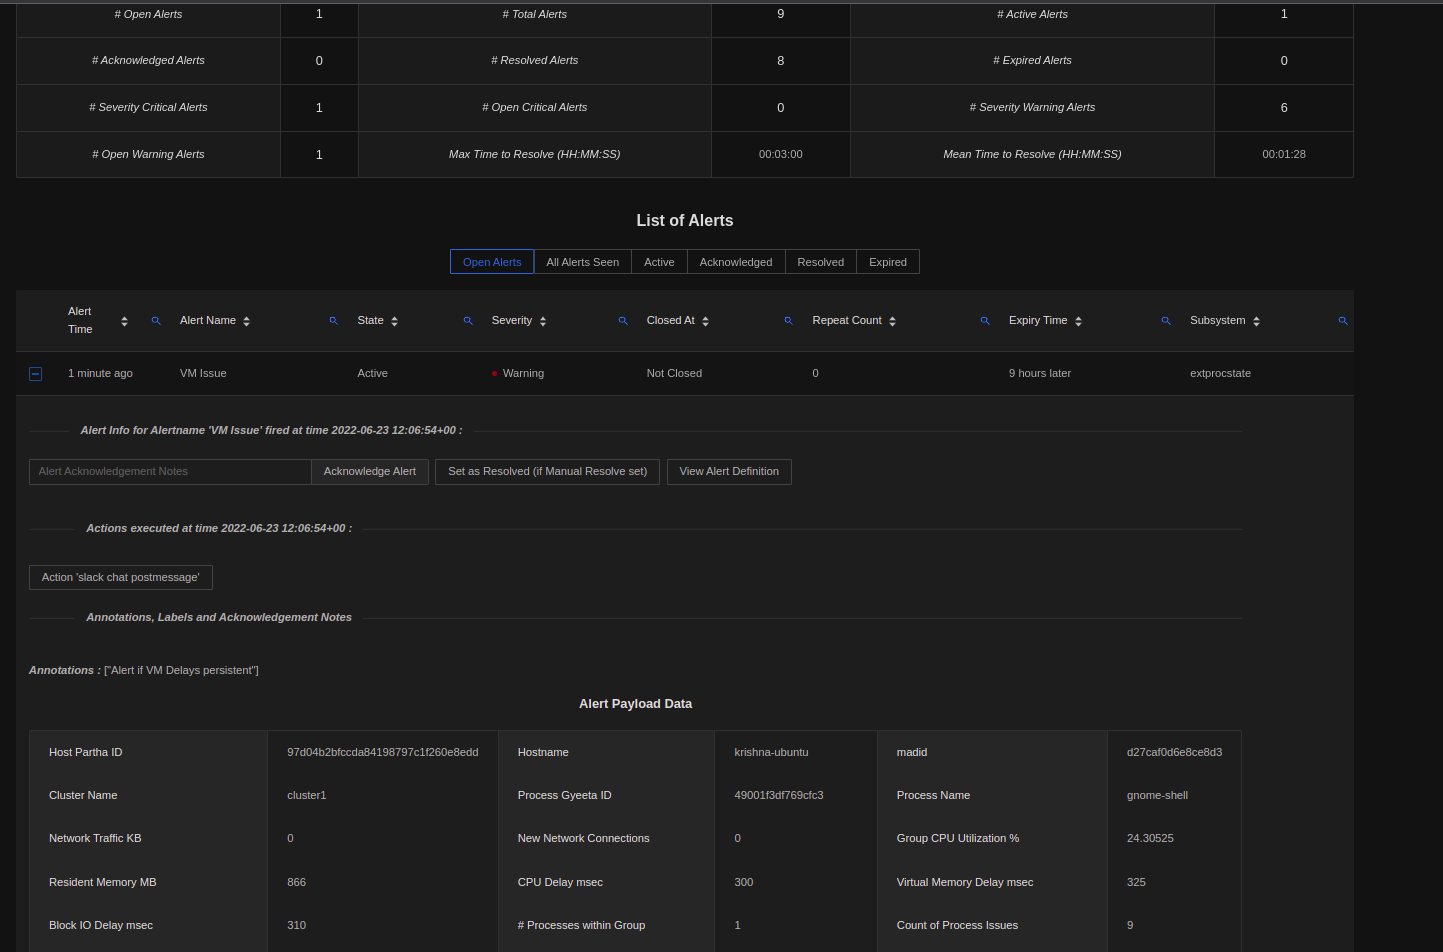 # Open Alerts 1 # Total Alerts 9 # Active Alerts 1
# Acknowledged Alerts 0 # Resolved Alerts 8 # Expired Alerts 0
# Severity Critical Alerts 1 # Open Critical Alerts 0 # Severity Warning Alerts 6
# Open Warning Alerts 1 Max Time to Resolve (HH:MM:SS) 00:03:00 Mean Time to Resolve (HH:MM:SS) 00:01:28
List of Alerts
Open Alerts All Alerts Seen Active Acknowledged Resolved Expired
Alert Time Alert Name State Severity Closed At Repeat Count Expiry Time Subsystem
1 minute ago VM Issue Active Warning Not Closed 0 9 hours later extprocstate
Alert Info for Alertname 'VM Issue' fired at time 2022-06-23 12:06:54+00 :
Alert Acknowledgement Notes Acknowledge Alert Set as Resolved (if Manual Resolve set) View Alert Definition
Actions executed at time 2022-06-23 12:06:54+00 :
Action 'slack chat postmessage'
Annotations, Labels and Acknowledgement Notes
Annotations : ["Alert if VM Delays persistent"]
Alert Payload Data
Host Partha ID 97d04b2bfccda84198797c1f260e8edd Hostname krishna-ubuntu madid d27caf0d6e8ce8d3
Cluster Name cluster1 Process Gyeeta ID 49001f3df769cfc3 Process Name gnome-shell
Network Traffic KB 0 New Network Connections 0 Group CPU Utilization % 24.30525
Resident Memory MB 866 CPU Delay msec 300 Virtual Memory Delay msec 325
Block IO Delay msec 310 # Processes within Group 1 Count of Process Issues 9